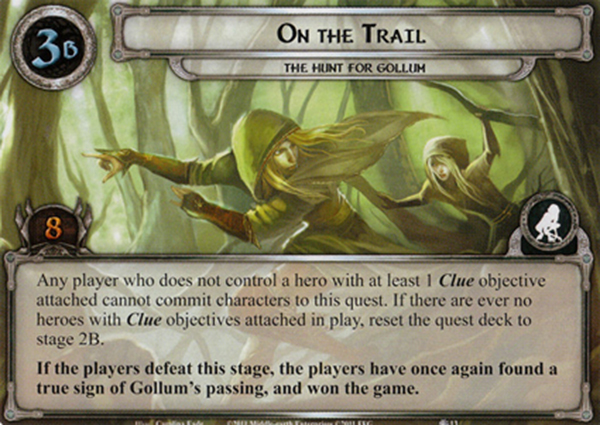 3B
ON THE TRAIL
THE HUNT FOR GOLLUM
8
Any player who does not control a hero with at least 1 Clue objective
attached cannot commit characters to this quest. If there are ever no
heroes with Clue objectives attached in play, reset the quest deck to
stage 2B.
If the players defeat this stage, the players have once again found a
true sign of Gollum's passing, and won the game.